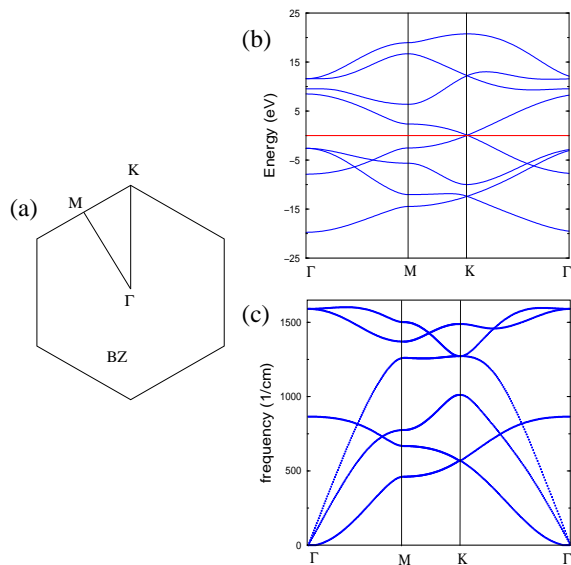 (a)
K
M
Γ
BZ
(b)
Energy (eV)
25
15
5
-5
-15
-25
Γ M K Γ
(c)
frequency (1/cm)
1500
1000
500
0
Γ M K Γ